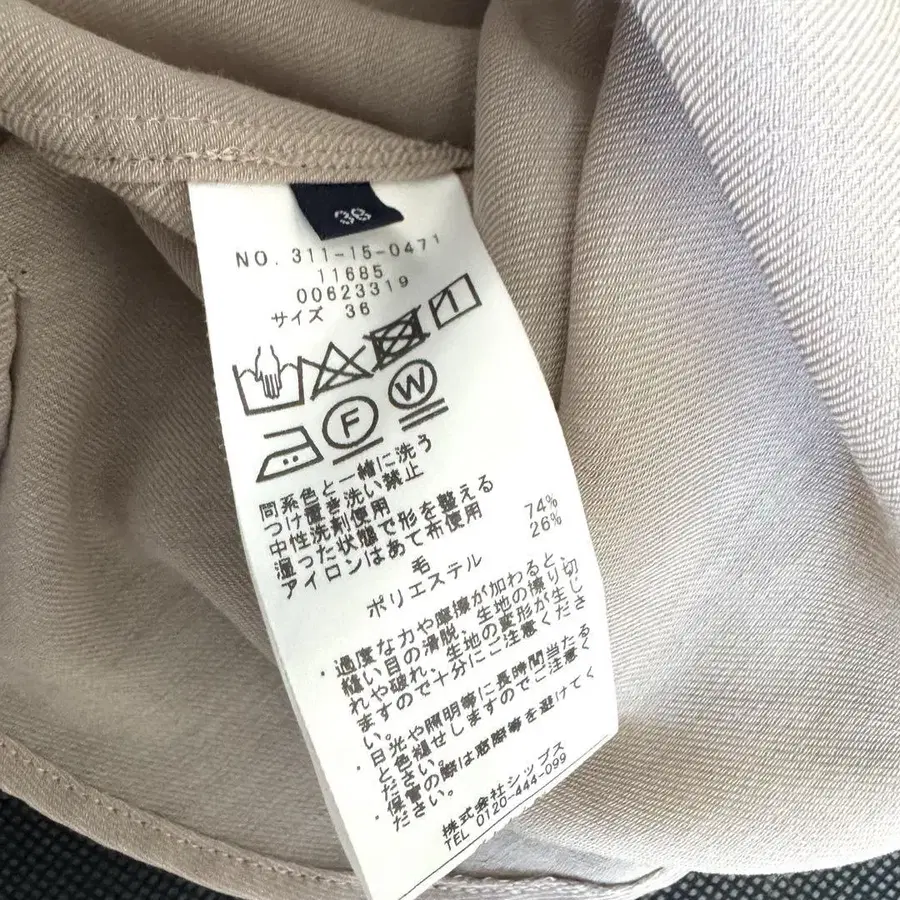 36
NO. 311-15-0471
11685
00623319
サイズ 36
1
F
W
同系色と一緒に洗う
つけ置き洗い禁止
中性洗剤使用
湿った状態で形を整える
アイロンはあて布使用
毛 74%
ポリエステル 26%
・過度な力や摩擦が加わると、
縫い目の滑脱、生地の擦り切
れや破れ、生地の変形が生じ
ますので十分にご注意くださ
い。
・日光や照明等に長時間当たる
と色褪せしますのでご注意く
ださい。
・保管の際は窓際等を避けてく
ださい。
株式会社シップス
TEL 0120-444-099